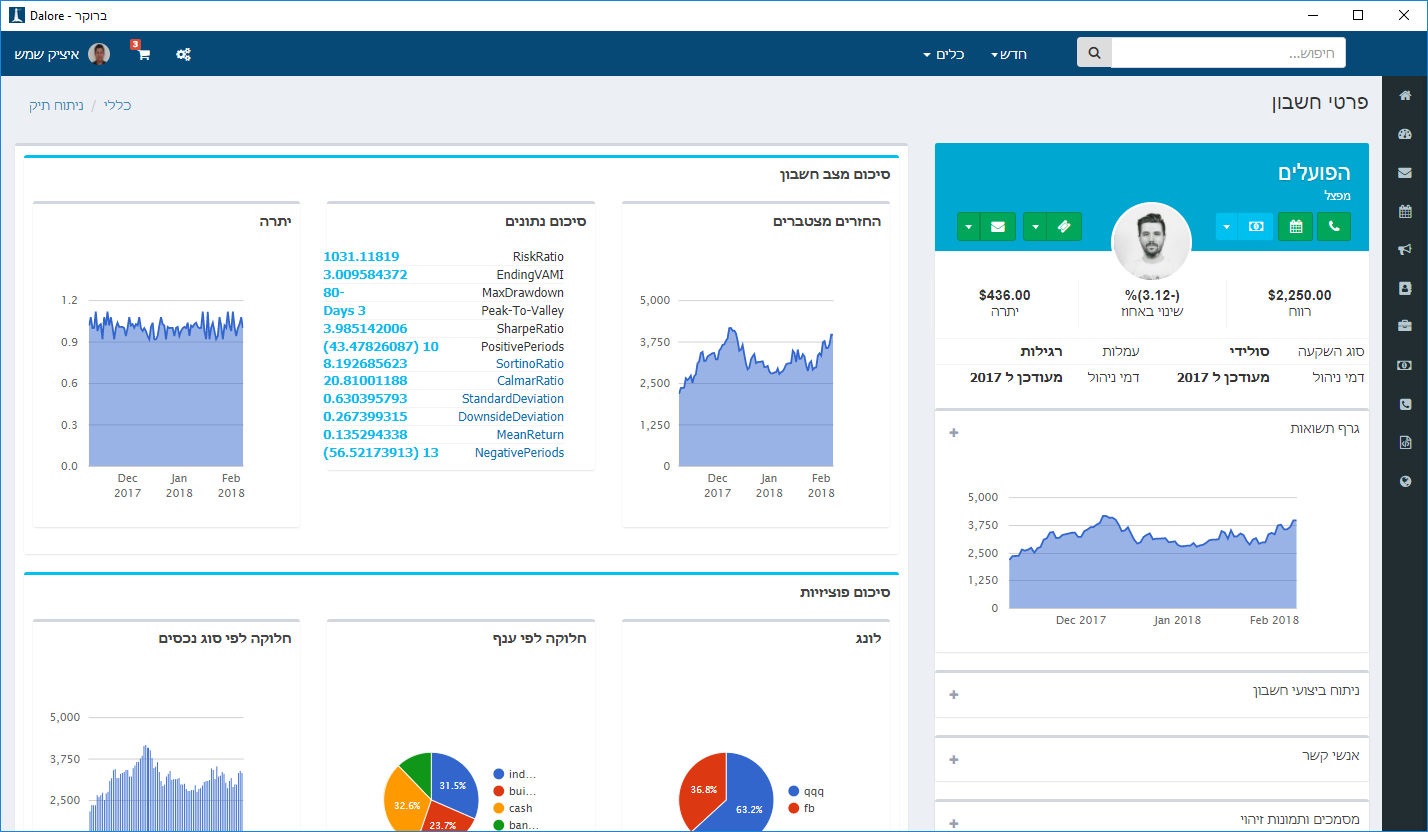 Dalore - ברוקר
חיפוש...
חדש
כלים
3
איציק שמש
פרטי חשבון
כללי / ניתוח תיק
הפועלים
מפצל
$2,250.00
רווח
%(3.12-)
שינוי באחוז
$436.00
יתרה
סוג השקעה סולידי עמלות רגילות
דמי ניהול מעודכן ל 2017 דמי ניהול מעודכן ל 2017
גרף תשואות
5,000
3,750
2,500
1,250
0
Dec 2017 Jan 2018 Feb 2018
ניתוח ביצועי חשבון
אנשי קשר
מסמכים ותמונות זיהוי
סיכום מצב חשבון
החזרים מצטברים
5,000
3,750
2,500
1,250
0
Dec 2017
Jan 2018
Feb 2018
סיכום נתונים
RiskRatio 1031.11819
EndingVAMI 3.009584372
MaxDrawdown 80-
Peak-To-Valley Days 3
SharpeRatio 3.985142006
PositivePeriods (43.47826087) 10
SortinoRatio 8.192685623
CalmarRatio 20.81001188
StandardDeviation 0.630395793
DownsideDeviation 0.267399315
MeanReturn 0.135294338
NegativePeriods (56.52173913) 13
יתרה
1.2
0.9
0.6
0.3
0.0
Dec 2017
Jan 2018
Feb 2018
סיכום פוזיציות
לונג
36.8%
63.2%
qqq
fb
חלוקה לפי ענף
31.5%
32.6%
23.7%
ind...
bui...
cash
ban...
חלוקה לפי סוג נכסים
5,000
3,750
2,500